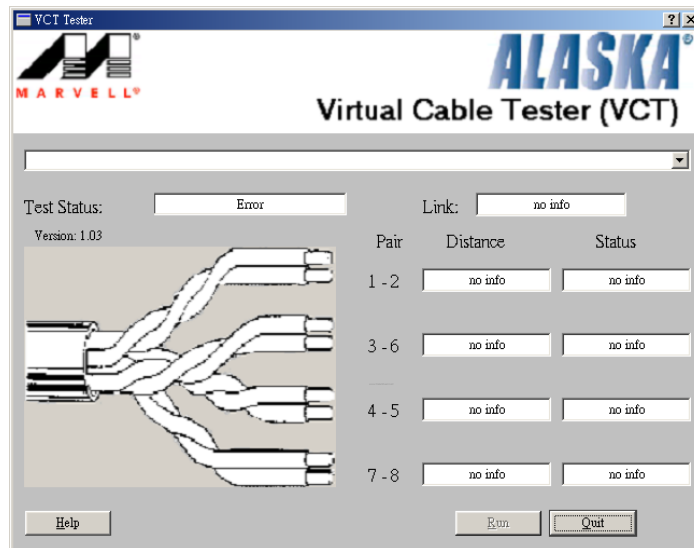 VCT Tester
MARVELL®
ALASKA®
Virtual Cable Tester (VCT)
Test Status: Error Link: no info
Version: 1.03
Pair Distance Status
1 - 2 no info no info
3 - 6 no info no info
4 - 5 no info no info
7 - 8 no info no info
Help Run Quit